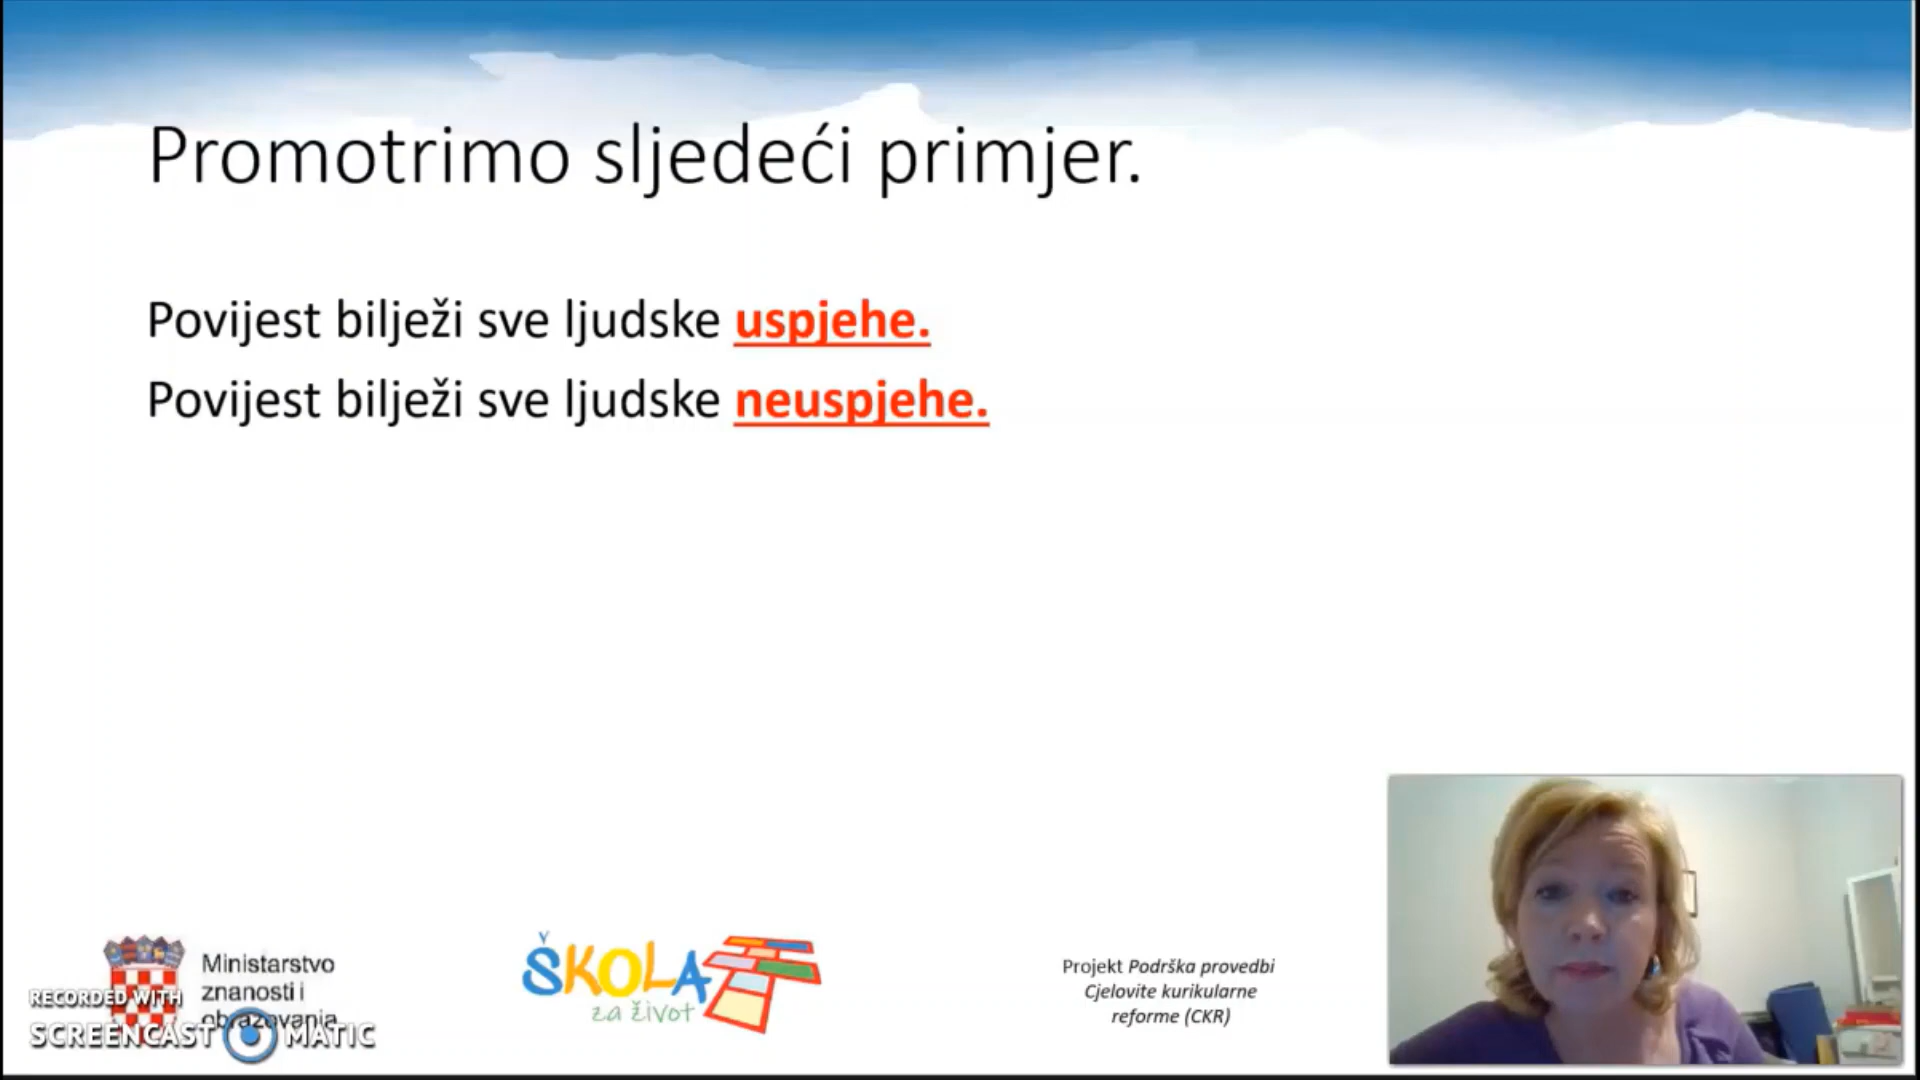 Promotrimo sljedeći primjer.
Povijest bilježi sve ljudske uspjehe.
Povijest bilježi sve ljudske neuspjehe.
Ministarstvo
znanosti i
obrazovanja
RECORDED WITH
SCREENCAST MATIC
ŠKOLA
za život
Projekt Podrška provedbi
Cjelovite kurikularne
reforme (CKR)